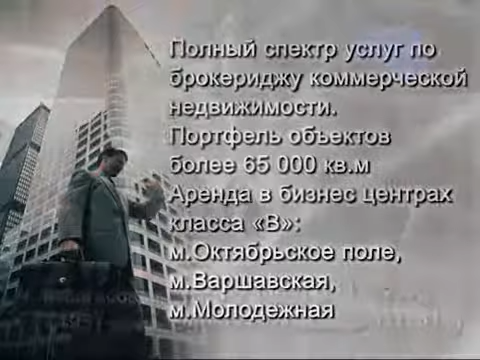 Полный спектр услуг по
брокериджу коммерческой
недвижимости.
Портфель объектов
более 65 000 кв.м
Аренда в бизнес центрах
класса «В»:
м.Октябрьское поле,
м.Варшавская,
м.Молодежная